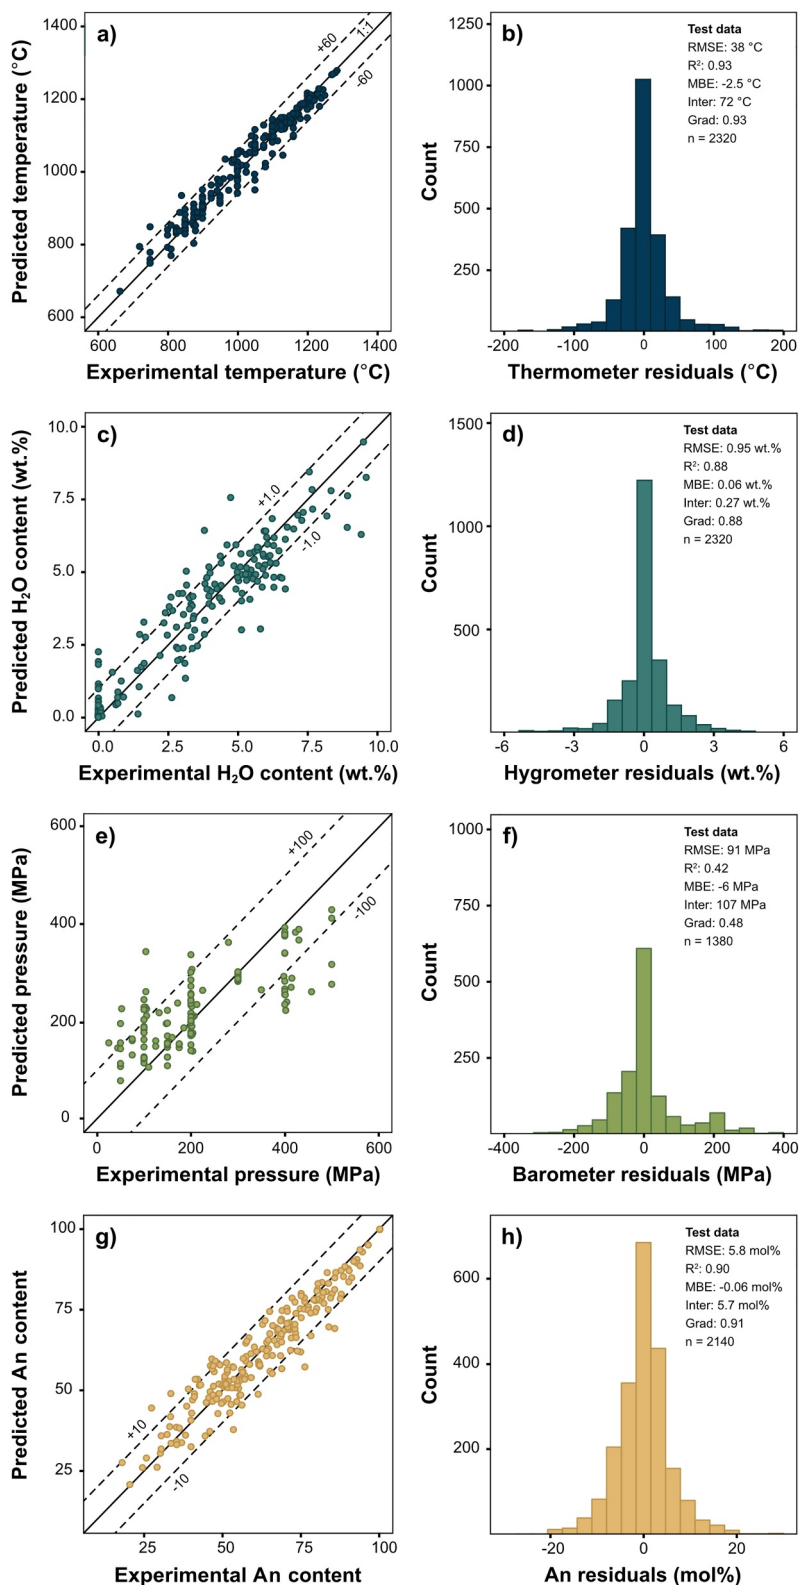 a)
1400
1200
1000
800
600
+60
1:1
-60
600
800
1000
1200
1400
Predicted temperature (°C)
Experimental temperature (°C)
b)
1250
1000
750
500
250
Count
Test data
RMSE: 38 °C
R²: 0.93
MBE: -2.5 °C
Inter: 72 °C
Grad: 0.93
n = 2320
-200
-100
0
100
200
Thermometer residuals (°C)
c)
10.0
7.5
5.0
2.5
0.0
+1.0
-1.0
0.0
2.5
5.0
7.5
10.0
Predicted H₂O content (wt.%)
Experimental H₂O content (wt.%)
d)
1500
1000
500
Count
Test data
RMSE: 0.95 wt.%
R²: 0.88
MBE: 0.06 wt.%
Inter: 0.27 wt.%
Grad: 0.88
n = 2320
-6
-3
0
3
6
Hygrometer residuals (wt.%)
e)
600
400
200
0
+100
-100
0
200
400
600
Predicted pressure (MPa)
Experimental pressure (MPa)
f)
1000
750
500
250
Count
Test data
RMSE: 91 MPa
R²: 0.42
MBE: -6 MPa
Inter: 107 MPa
Grad: 0.48
n = 1380
-400
-200
0
200
400
Barometer residuals (MPa)
g)
100
75
50
25
+10
-10
25
50
75
100
Predicted An content
Experimental An content
h)
600
400
200
Count
Test data
RMSE: 5.8 mol%
R²: 0.90
MBE: -0.06 mol%
Inter: 5.7 mol%
Grad: 0.91
n = 2140
-20
0
20
An residuals (mol%)